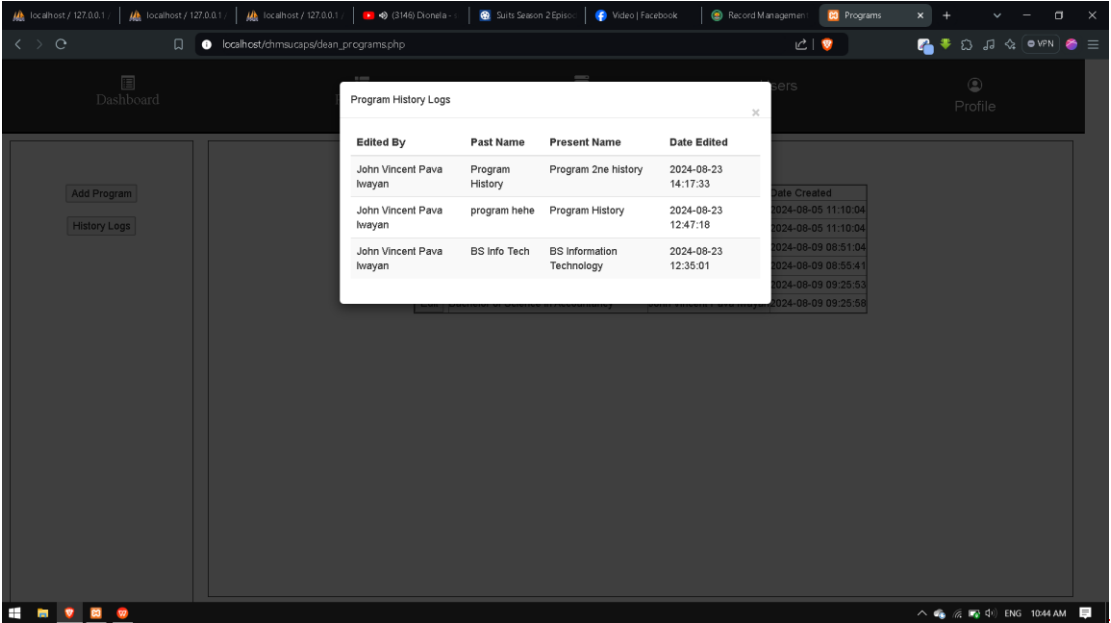 localhost / 127.0.0.1 /
localhost / 127.0.0.1 /
localhost / 127.0.0.1 /
(3146) Dionela -
Suits Season 2 Episod
Video | Facebook
Record Management
Programs
localhost/chmsucaps/dean_programs.php
VPN
Dashboard
Profile
Program History Logs
Edited By Past Name Present Name Date Edited
John Vincent Pava Program Program 2ne history 2024-08-23
Iwayan History 14:17:33
John Vincent Pava program hehe Program History 2024-08-23
Iwayan 12:47:18
John Vincent Pava BS Info Tech BS Information 2024-08-23
Iwayan Technology 12:35:01
Add Program
History Logs
Date Created
2024-08-05 11:10:04
2024-08-05 11:10:04
2024-08-09 08:51:04
2024-08-09 08:55:41
2024-08-09 09:25:53
2024-08-09 09:25:58
ENG 10:44 AM